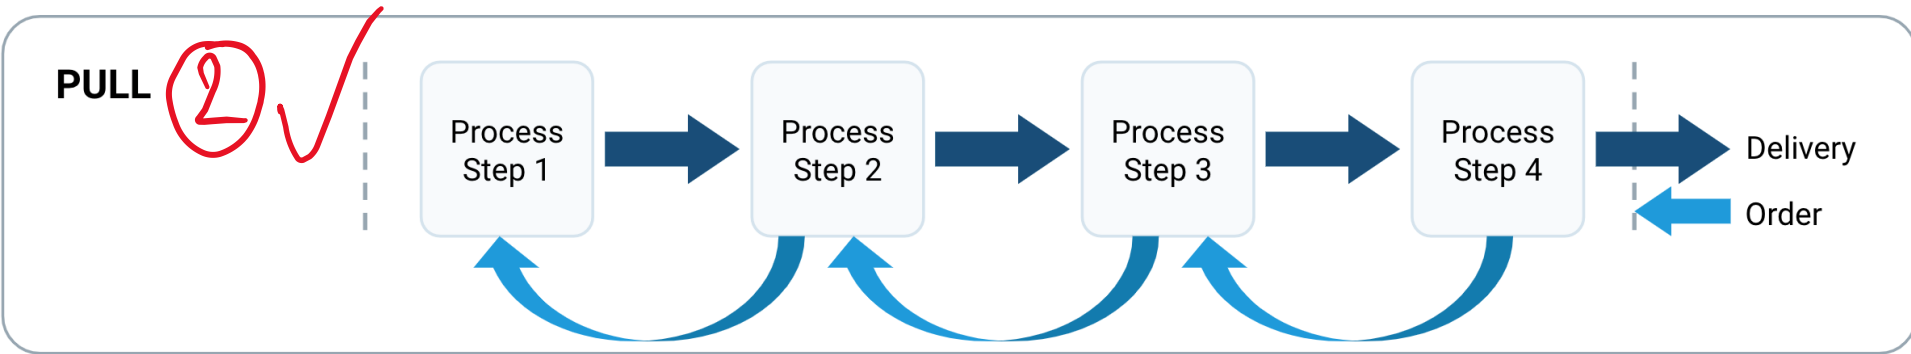 PULL 2
Process
Step 1
Process
Step 2
Process
Step 3
Process
Step 4
Delivery
Order